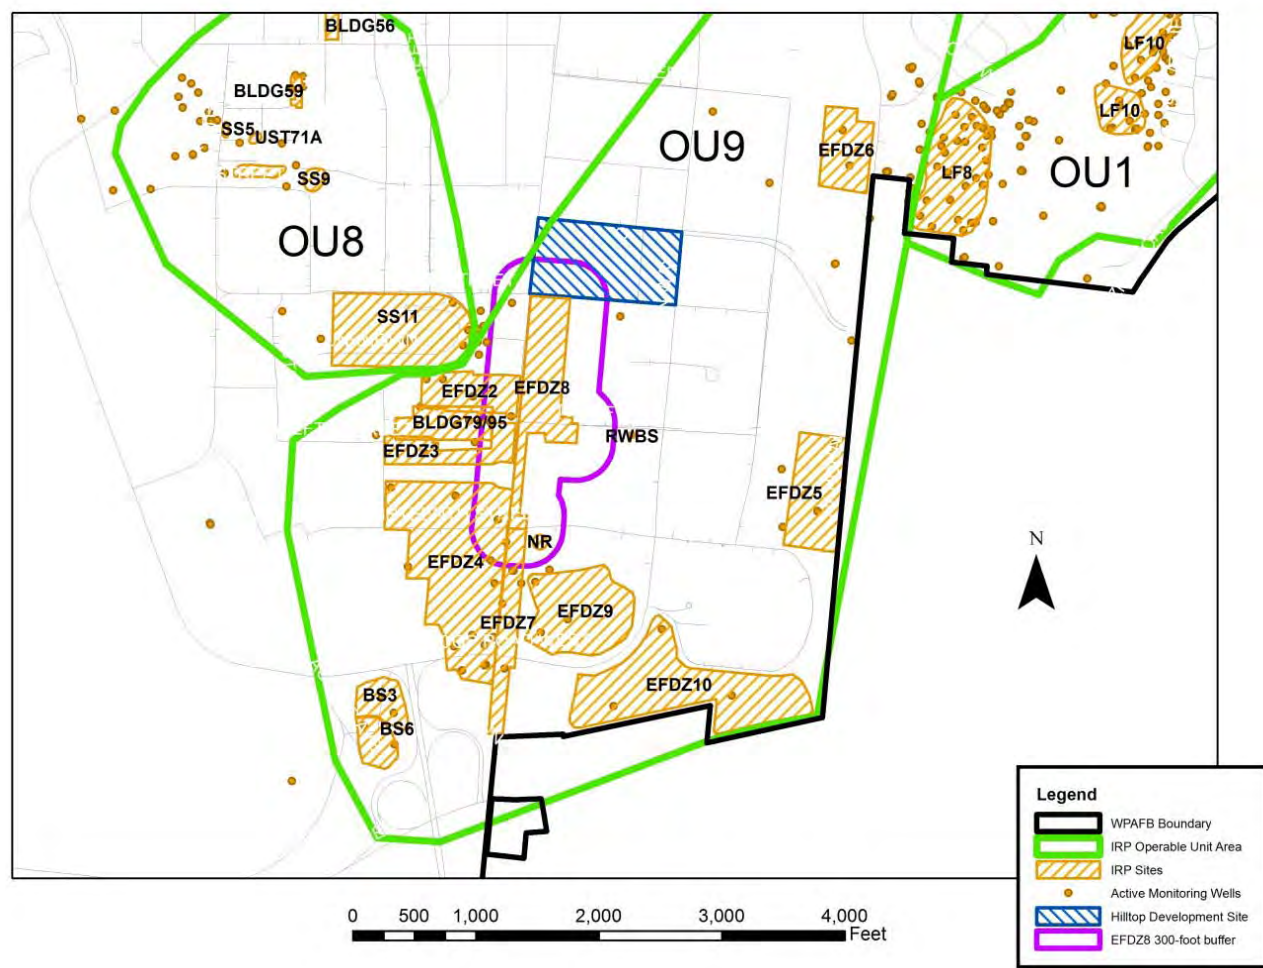 BLDG56
LF10
BLDG59
LF10
SS5
UST71A
OU9
EFDZ6
SS9
LF8
OU1
OU8
SS11
EFDZ2
EFDZ8
BLDG79/95
RWBS
EFDZ3
EFDZ5
NR
N
EFDZ4
EFDZ9
EFDZ7
EFDZ10
BS3
BS6
Legend
WPAFB Boundary
IRP Operable Unit Area
IRP Sites
Active Monitoring Wells
Hilltop Development Site
EFDZ8 300-foot buffer
0 500 1,000 2,000 3,000 4,000
Feet